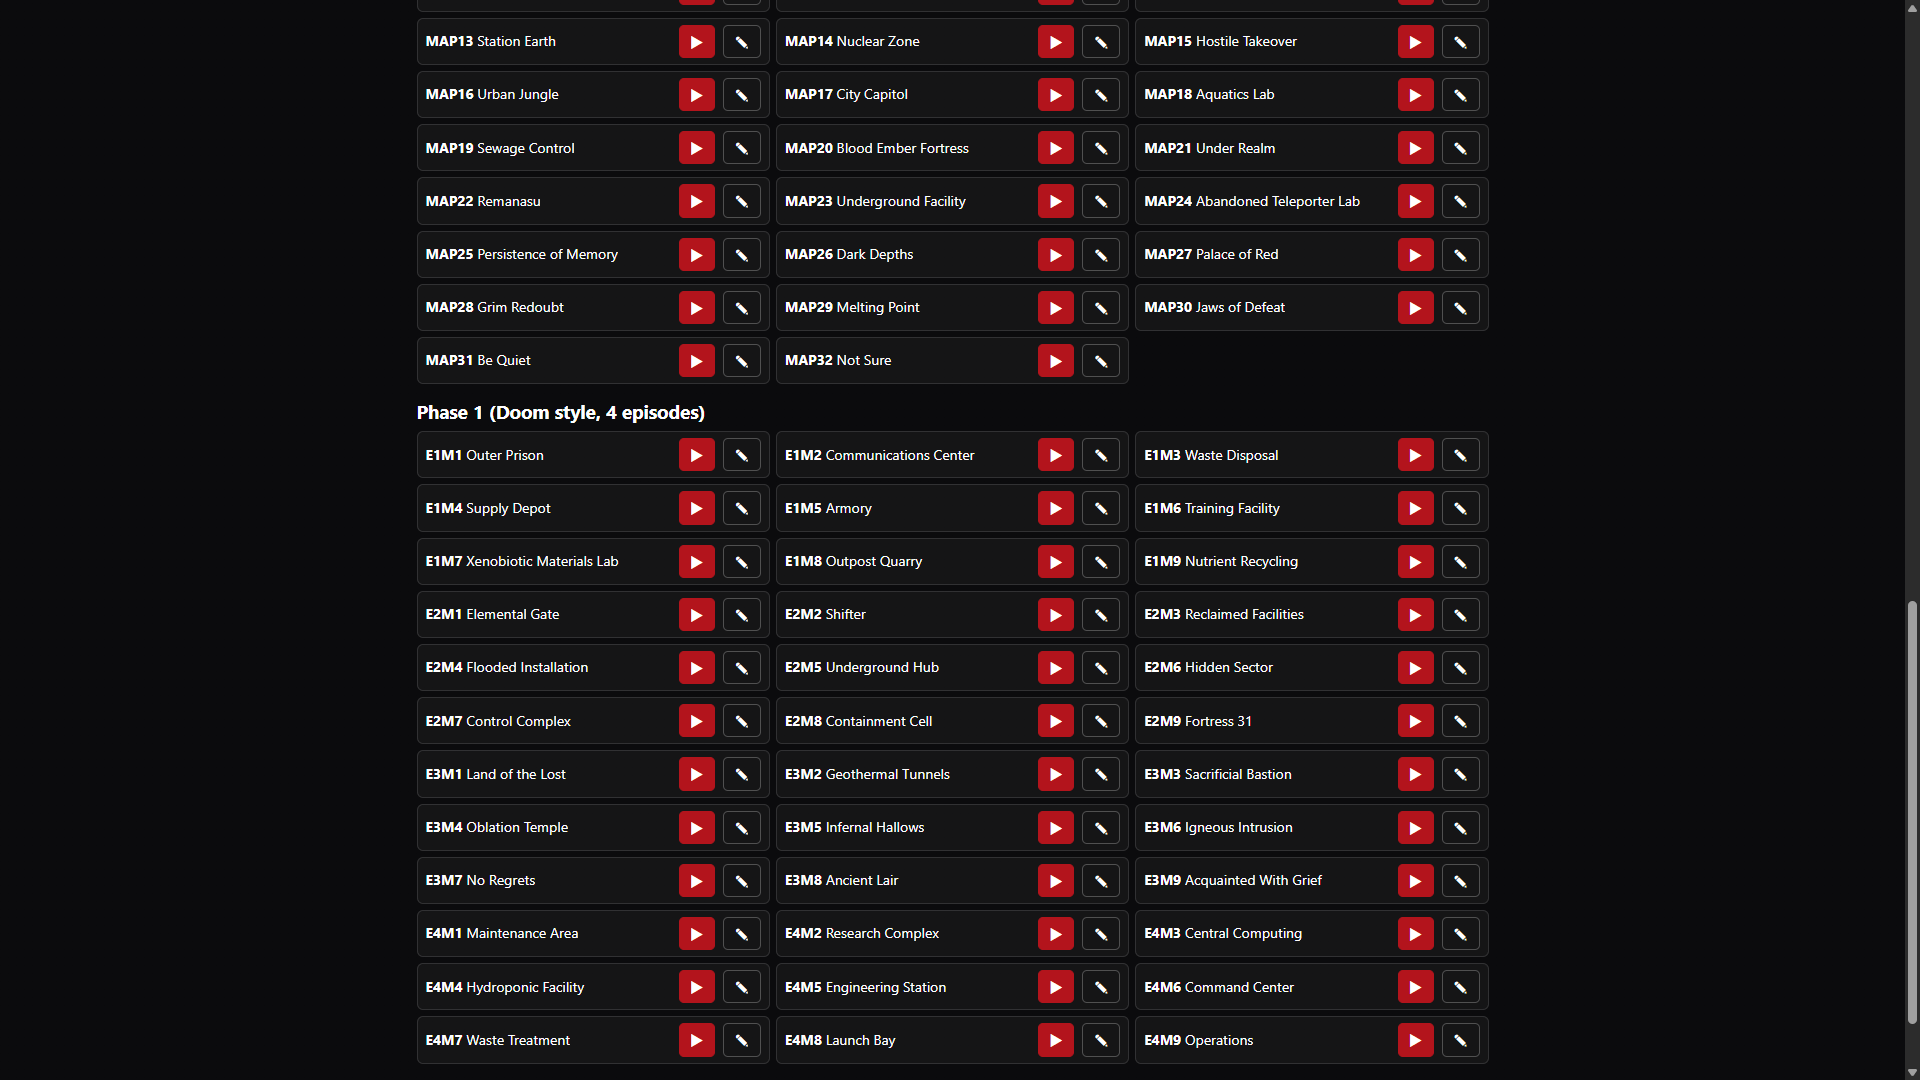 MAP13 Station Earth
MAP14 Nuclear Zone
MAP15 Hostile Takeover
MAP16 Urban Jungle
MAP17 City Capitol
MAP18 Aquatics Lab
MAP19 Sewage Control
MAP20 Blood Ember Fortress
MAP21 Under Realm
MAP22 Remanasu
MAP23 Underground Facility
MAP24 Abandoned Teleporter Lab
MAP25 Persistence of Memory
MAP26 Dark Depths
MAP27 Palace of Red
MAP28 Grim Redoubt
MAP29 Melting Point
MAP30 Jaws of Defeat
MAP31 Be Quiet
MAP32 Not Sure
Phase 1 (Doom style, 4 episodes)
E1M1 Outer Prison
E1M2 Communications Center
E1M3 Waste Disposal
E1M4 Supply Depot
E1M5 Armory
E1M6 Training Facility
E1M7 Xenobiotic Materials Lab
E1M8 Outpost Quarry
E1M9 Nutrient Recycling
E2M1 Elemental Gate
E2M2 Shifter
E2M3 Reclaimed Facilities
E2M4 Flooded Installation
E2M5 Underground Hub
E2M6 Hidden Sector
E2M7 Control Complex
E2M8 Containment Cell
E2M9 Fortress 31
E3M1 Land of the Lost
E3M2 Geothermal Tunnels
E3M3 Sacrificial Bastion
E3M4 Oblation Temple
E3M5 Infernal Hallows
E3M6 Igneous Intrusion
E3M7 No Regrets
E3M8 Ancient Lair
E3M9 Acquainted With Grief
E4M1 Maintenance Area
E4M2 Research Complex
E4M3 Central Computing
E4M4 Hydroponic Facility
E4M5 Engineering Station
E4M6 Command Center
E4M7 Waste Treatment
E4M8 Launch Bay
E4M9 Operations